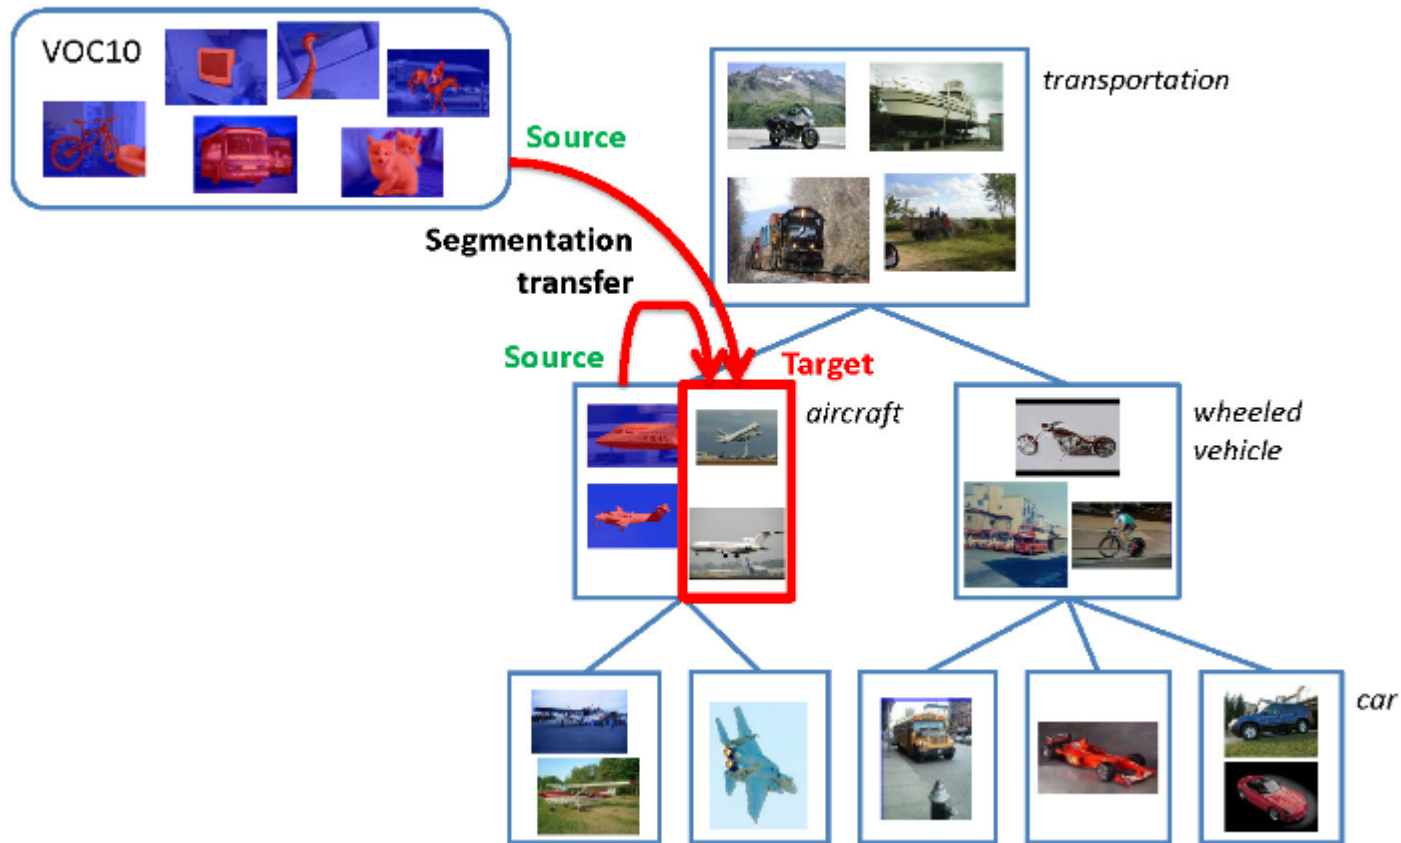 VOC10
transportation
Source
Segmentation
transfer
Source
Target
aircraft
wheeled
vehicle
car